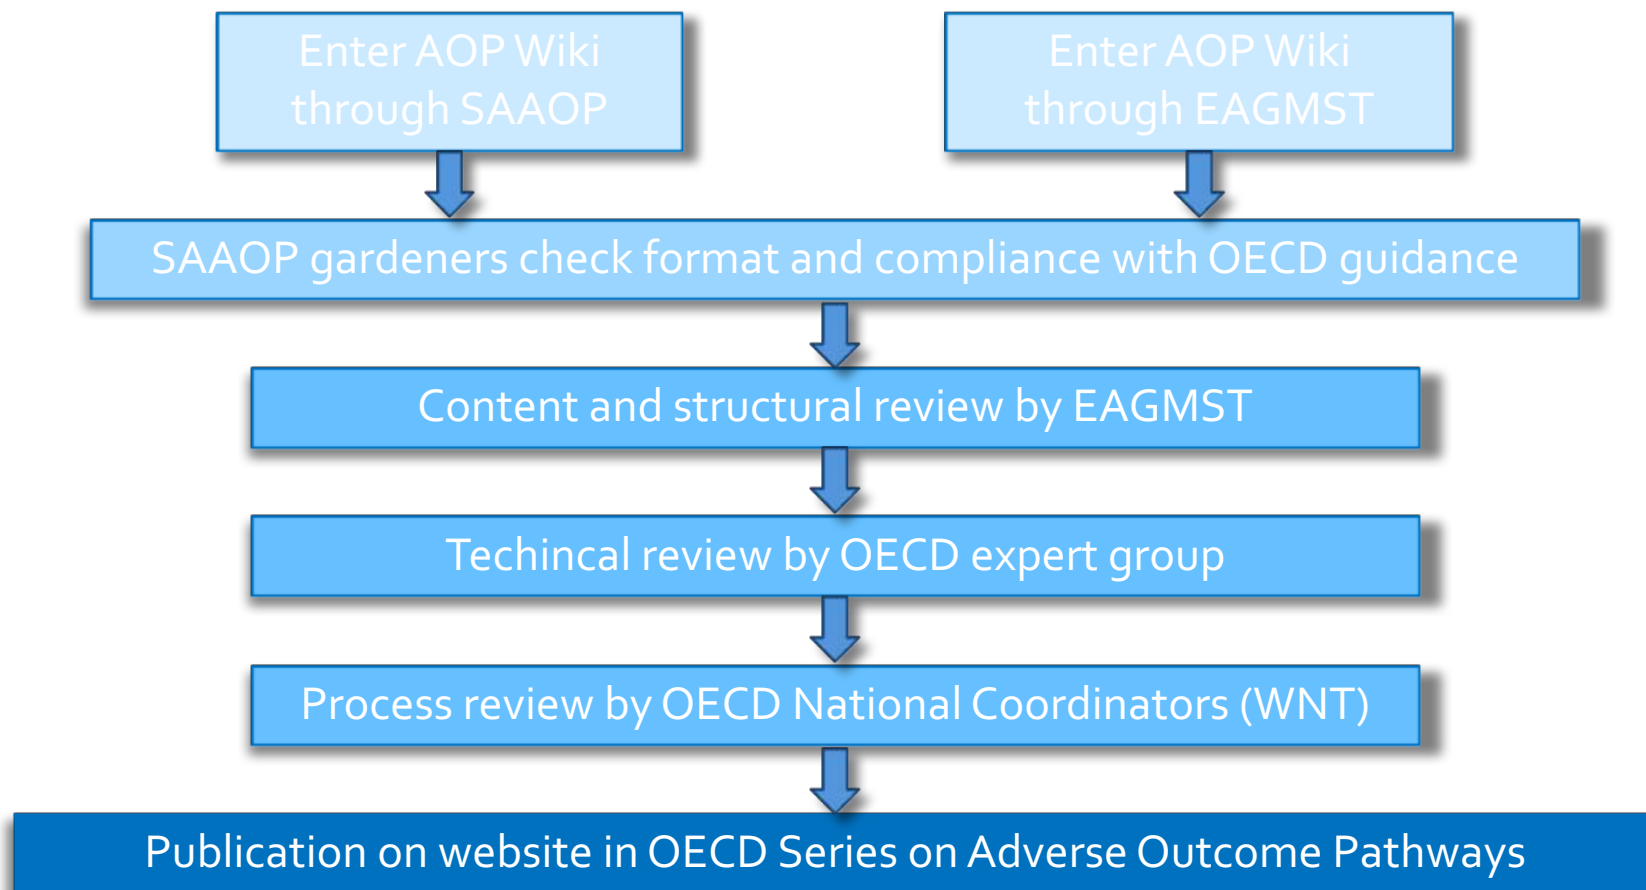 Enter AOP Wiki
through SAAOP
Enter AOP Wiki
through EAGMST
SAAOP gardeners check format and compliance with OECD guidance
Content and structural review by EAGMST
Techincal review by OECD expert group
Process review by OECD National Coordinators (WNT)
Publication on website in OECD Series on Adverse Outcome Pathways